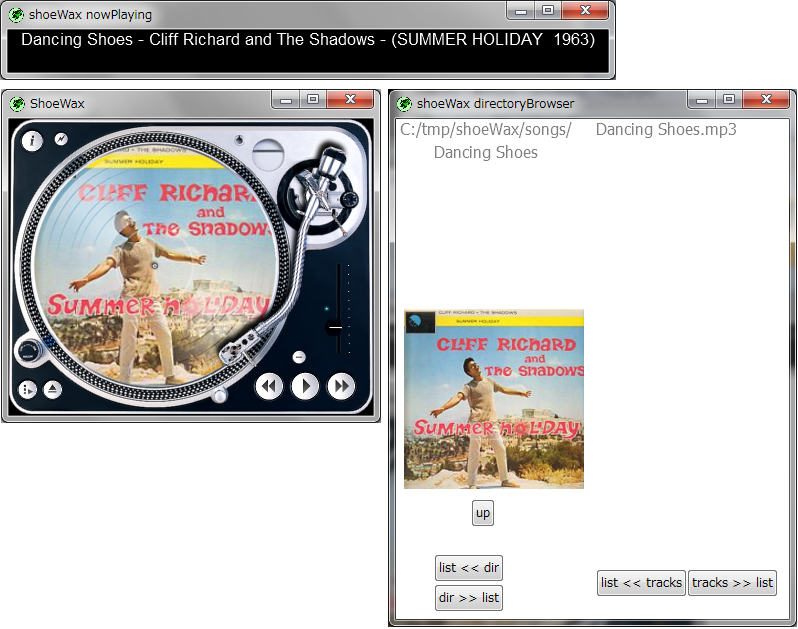 shoeWax nowPlaying
Dancing Shoes - Cliff Richard and The Shadows - (SUMMER HOLIDAY 1963)
ShoeWax
SUMMER HOLIDAY
CLIFF RICHARD
and
THE SHADOWS
SUMMER HOLIDAY
shoeWax directoryBrowser
C:/tmp/shoeWax/songs/
Dancing Shoes.mp3
Dancing Shoes
CLIFF RICHARD • THE SHADOWS
SUMMER HOLIDAY
CLIFF RICHARD
and
THE SHADOWS
SUMMER HOLIDAY
up
list << dir
dir >> list
list << tracks
tracks >> list